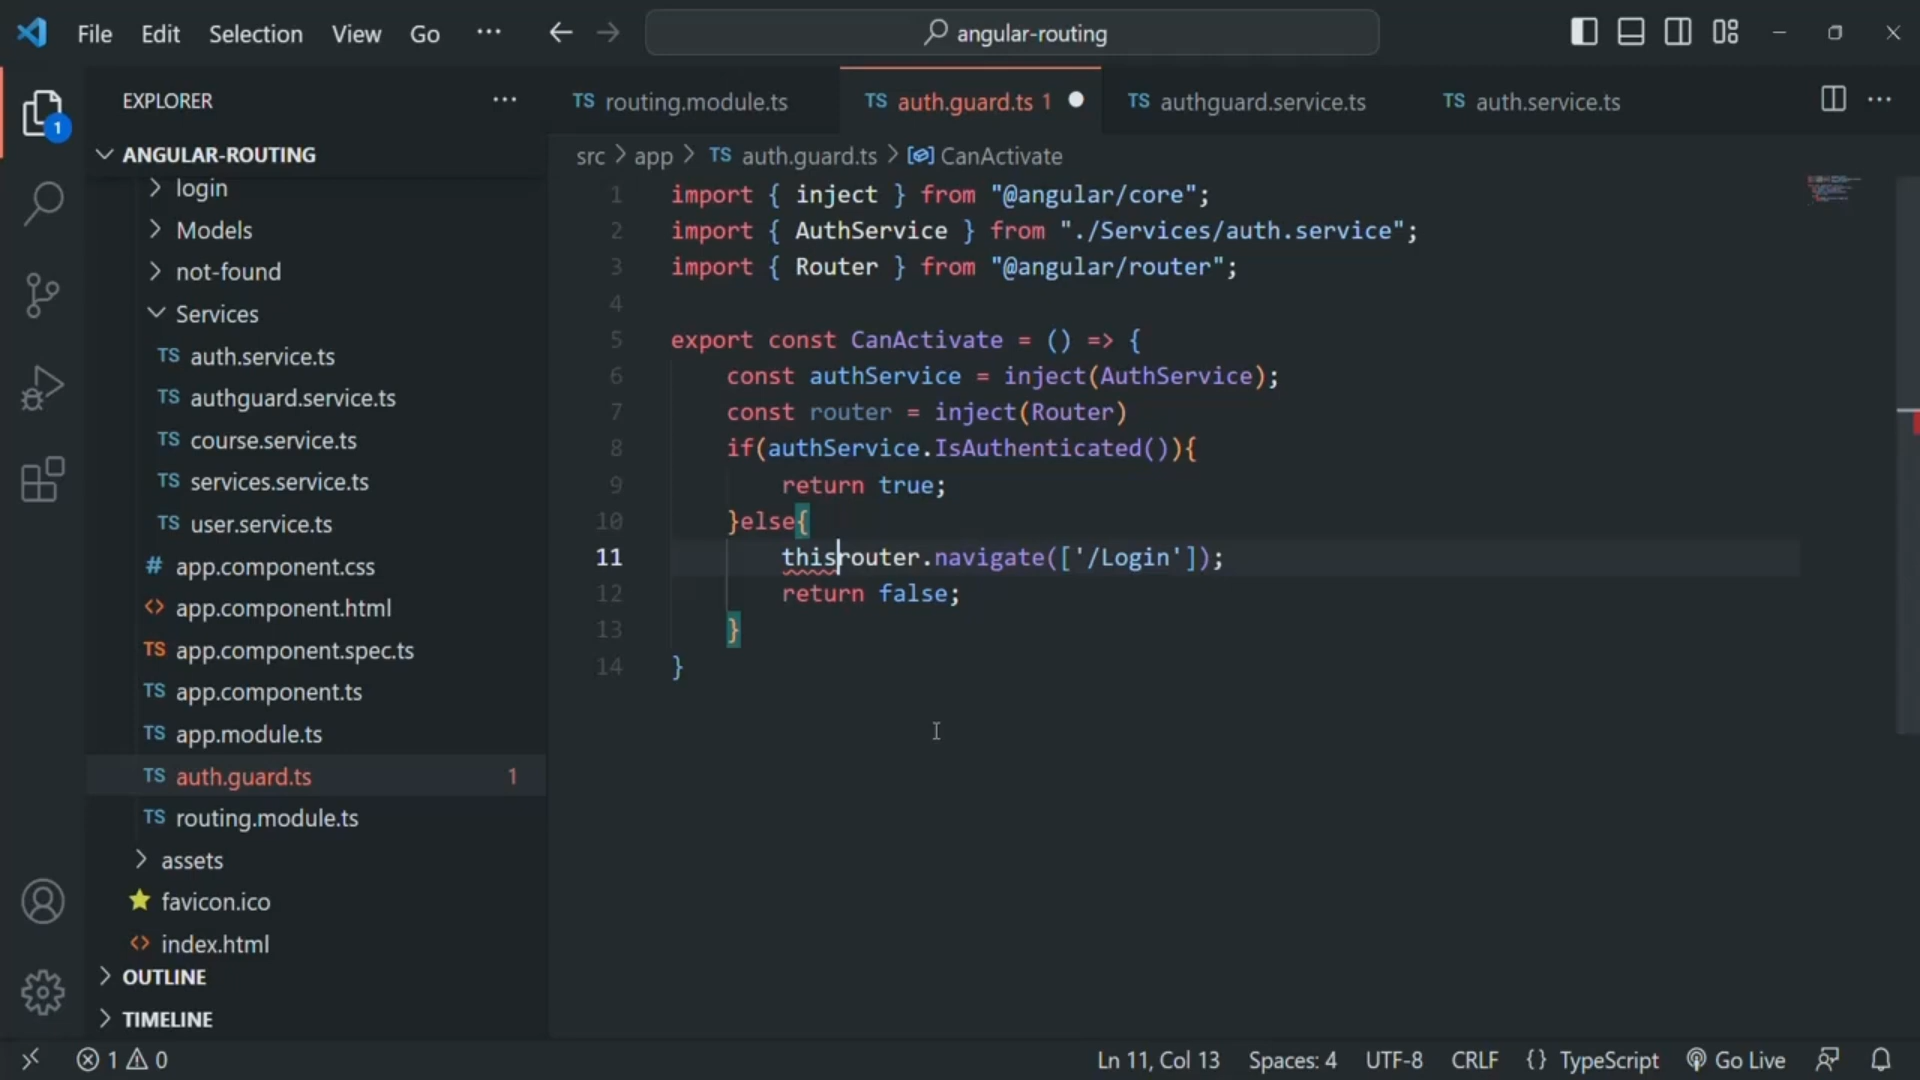 File Edit Selection View Go ··· angular-routing
EXPLORER ···
1
ANGULAR-ROUTING
login
Models
not-found
Services
TS auth.service.ts
TS authguard.service.ts
TS course.service.ts
TS services.service.ts
TS user.service.ts
# app.component.css
<> app.component.html
TS app.component.spec.ts
TS app.component.ts
TS app.module.ts
TS auth.guard.ts 1
TS routing.module.ts
assets
favicon.ico
<> index.html
OUTLINE
TIMELINE
TS routing.module.ts TS auth.guard.ts 1 TS authguard.service.ts TS auth.service.ts ···
src > app > TS auth.guard.ts > CanActivate
1 import { inject } from "@angular/core";
2 import { AuthService } from "./Services/auth.service";
3 import { Router } from "@angular/router";
4
5 export const CanActivate = () => {
6 const authService = inject(AuthService);
7 const router = inject(Router)
8 if(authService.IsAuthenticated()){
9 return true;
10 }else{
11 thisrouter.navigate(['/Login']);
12 return false;
13 }
14 }
1 0 Ln 11, Col 13 Spaces: 4 UTF-8 CRLF {} TypeScript Go Live